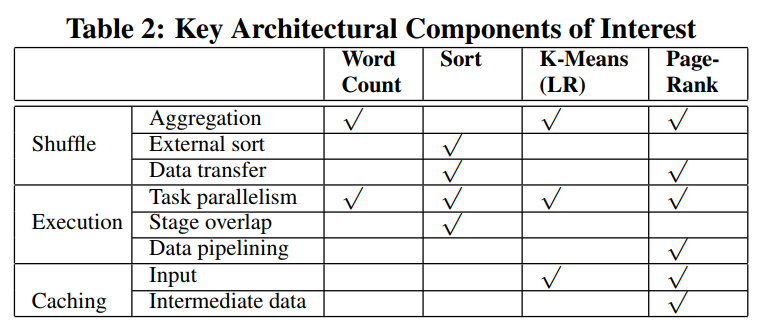 Table 2: Key Architectural Components of Interest
Word Count Sort K-Means (LR) Page-Rank
Shuffle Aggregation √ √ √
External sort √
Data transfer √ √
Execution Task parallelism √ √ √ √
Stage overlap √
Data pipelining √
Caching Input √ √
Intermediate data √